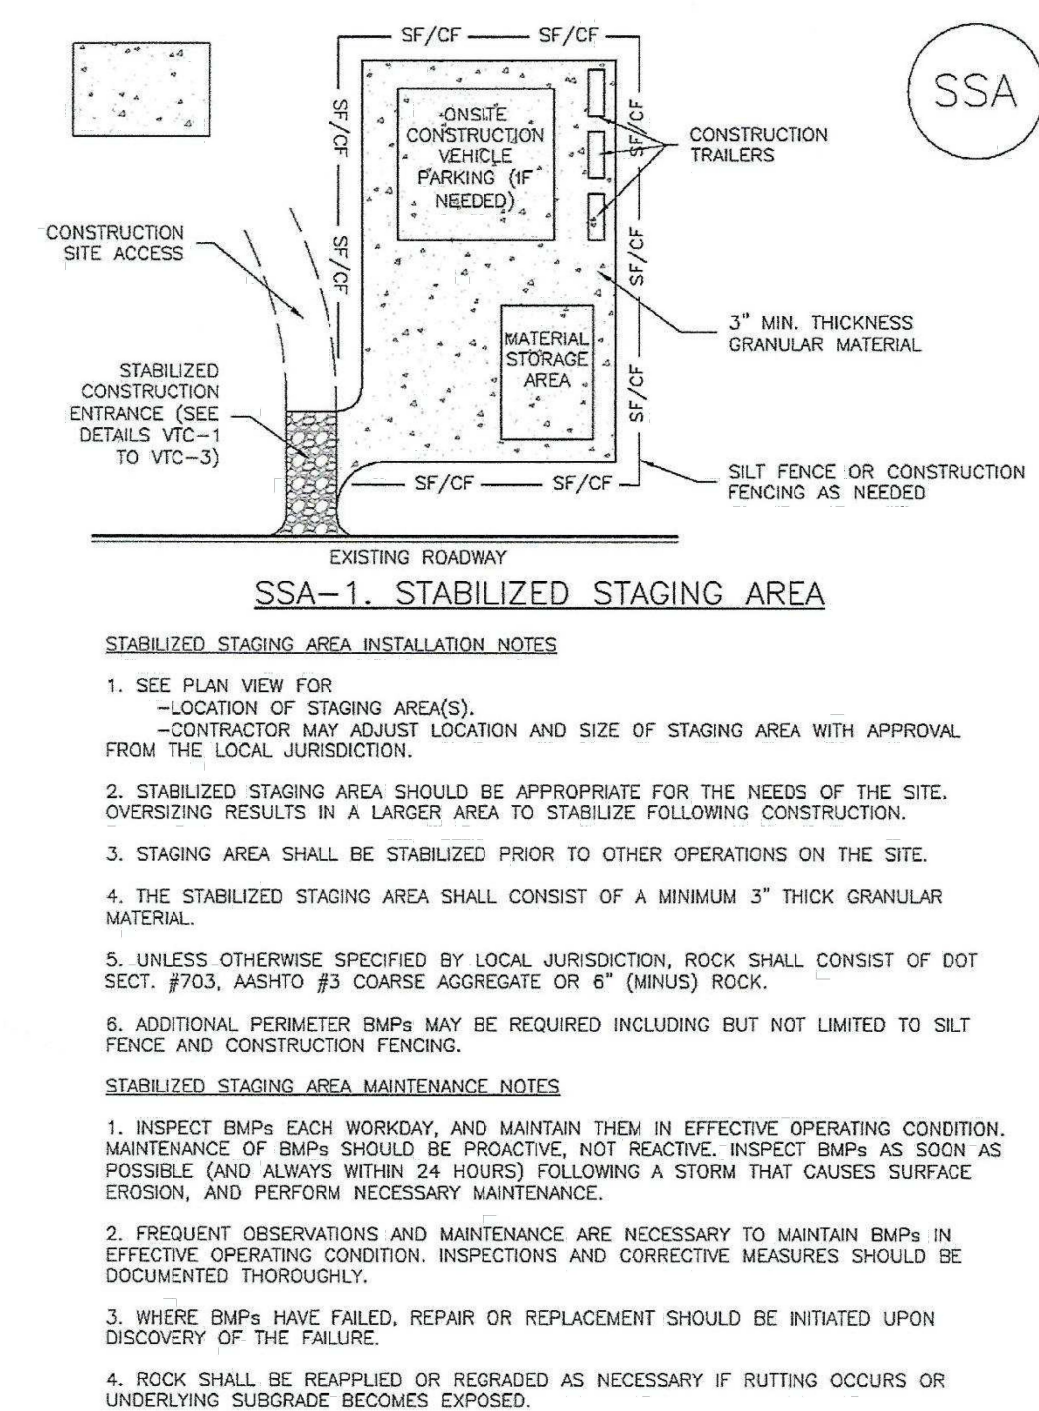 SF/CF SF/CF
SSA
SF/CF
SF/CF
ONSITE
CONSTRUCTION
VEHICLE
PARKING (IF
NEEDED)
SF/CF
CONSTRUCTION
TRAILERS
CONSTRUCTION
SITE ACCESS
SF/CF
3" MIN. THICKNESS
GRANULAR MATERIAL
MATERIAL
STORAGE
AREA
SF/CF
STABILIZED
CONSTRUCTION
ENTRANCE (SEE
DETAILS VTC-1
TO VTC-3)
SF/CF SF/CF
SILT FENCE OR CONSTRUCTION
FENCING AS NEEDED
EXISTING ROADWAY
SSA-1. STABILIZED STAGING AREA
STABILIZED STAGING AREA INSTALLATION NOTES
1. SEE PLAN VIEW FOR
-LOCATION OF STAGING AREA(S).
-CONTRACTOR MAY ADJUST LOCATION AND SIZE OF STAGING AREA WITH APPROVAL
FROM THE LOCAL JURISDICTION.
2. STABILIZED STAGING AREA SHOULD BE APPROPRIATE FOR THE NEEDS OF THE SITE.
OVERSIZING RESULTS IN A LARGER AREA TO STABILIZE FOLLOWING CONSTRUCTION.
3. STAGING AREA SHALL BE STABILIZED PRIOR TO OTHER OPERATIONS ON THE SITE.
4. THE STABILIZED STAGING AREA SHALL CONSIST OF A MINIMUM 3" THICK GRANULAR
MATERIAL.
5. UNLESS OTHERWISE SPECIFIED BY LOCAL JURISDICTION, ROCK SHALL CONSIST OF DOT
SECT. #703, AASHTO #3 COARSE AGGREGATE OR 6" (MINUS) ROCK.
6. ADDITIONAL PERIMETER BMPs MAY BE REQUIRED INCLUDING BUT NOT LIMITED TO SILT
FENCE AND CONSTRUCTION FENCING.
STABILIZED STAGING AREA MAINTENANCE NOTES
1. INSPECT BMPs EACH WORKDAY, AND MAINTAIN THEM IN EFFECTIVE OPERATING CONDITION.
MAINTENANCE OF BMPs SHOULD BE PROACTIVE, NOT REACTIVE. INSPECT BMPs AS SOON AS
POSSIBLE (AND ALWAYS WITHIN 24 HOURS) FOLLOWING A STORM THAT CAUSES SURFACE
EROSION, AND PERFORM NECESSARY MAINTENANCE.
2. FREQUENT OBSERVATIONS AND MAINTENANCE ARE NECESSARY TO MAINTAIN BMPs IN
EFFECTIVE OPERATING CONDITION. INSPECTIONS AND CORRECTIVE MEASURES SHOULD BE
DOCUMENTED THOROUGHLY.
3. WHERE BMPs HAVE FAILED, REPAIR OR REPLACEMENT SHOULD BE INITIATED UPON
DISCOVERY OF THE FAILURE.
4. ROCK SHALL BE REAPPLIED OR REGRADED AS NECESSARY IF RUTTING OCCURS OR
UNDERLYING SUBGRADE BECOMES EXPOSED.